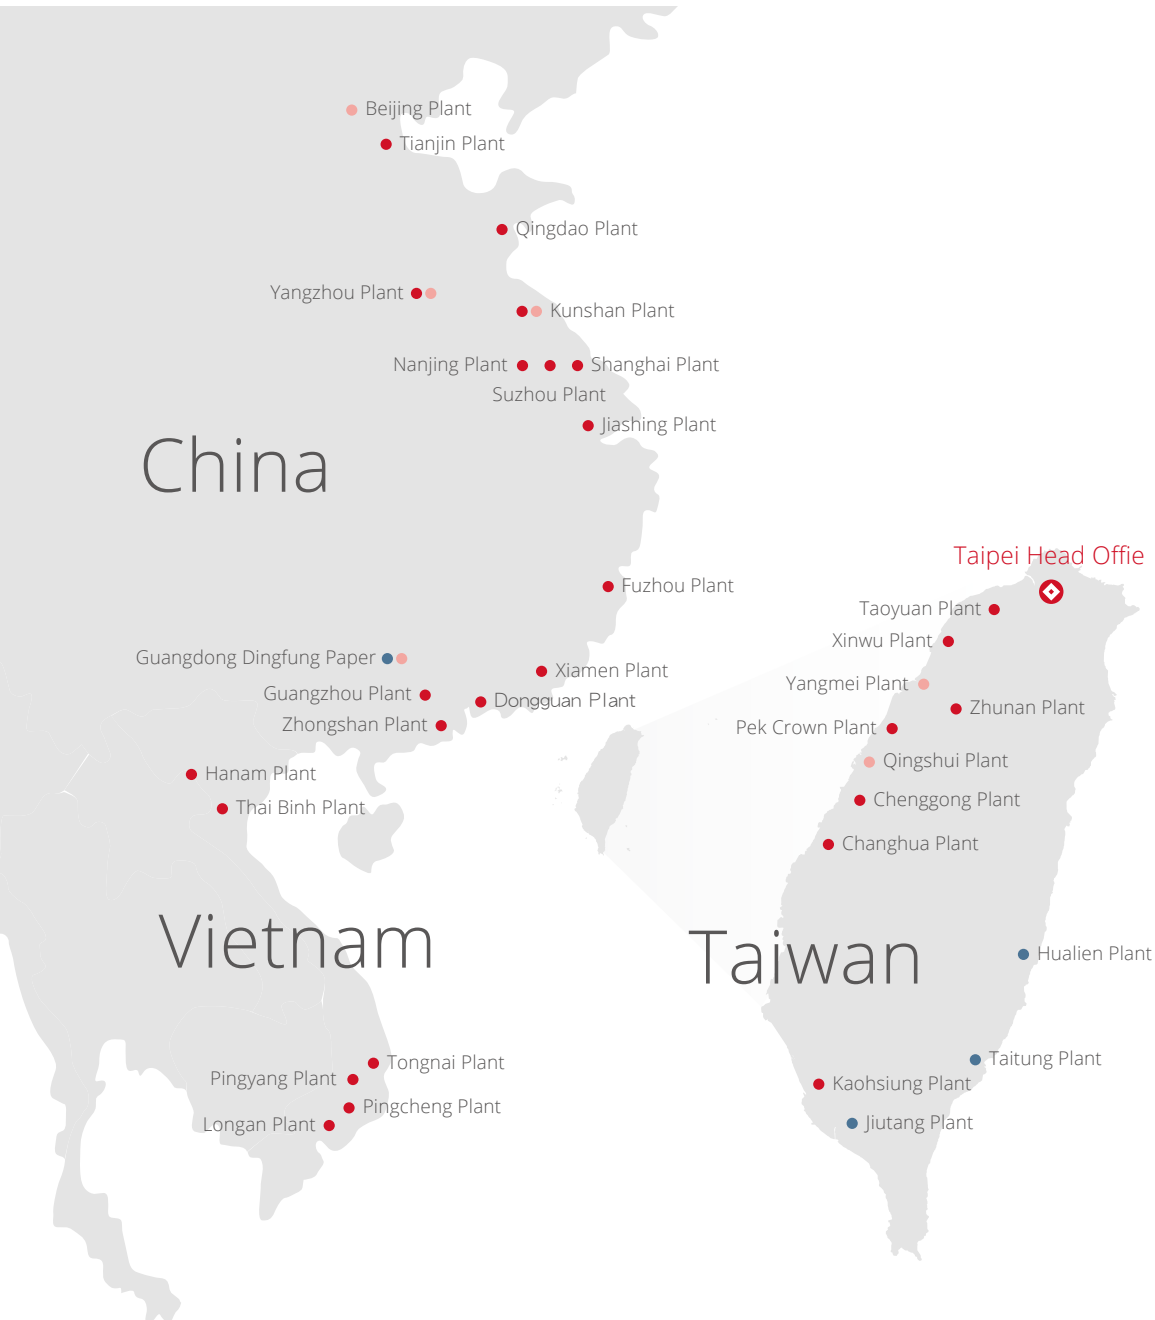 Beijing Plant
Tianjin Plant
Qingdao Plant
Yangzhou Plant
Kunshan Plant
Nanjing Plant
Shanghai Plant
Suzhou Plant
Jiashing Plant
China
Taipei Head Offie
Fuzhou Plant
Taoyuan Plant
Xinwu Plant
Guangdong Dingfung Paper
Xiamen Plant
Yangmei Plant
Guangzhou Plant
Dongguan Plant
Zhunan Plant
Zhongshan Plant
Pek Crown Plant
Qingshui Plant
Hanam Plant
Chenggong Plant
Thai Binh Plant
Changhua Plant
Vietnam
Taiwan
Hualien Plant
Taitung Plant
Tongnai Plant
Pingyang Plant
Kaohsiung Plant
Pingcheng Plant
Longan Plant
Jiutang Plant